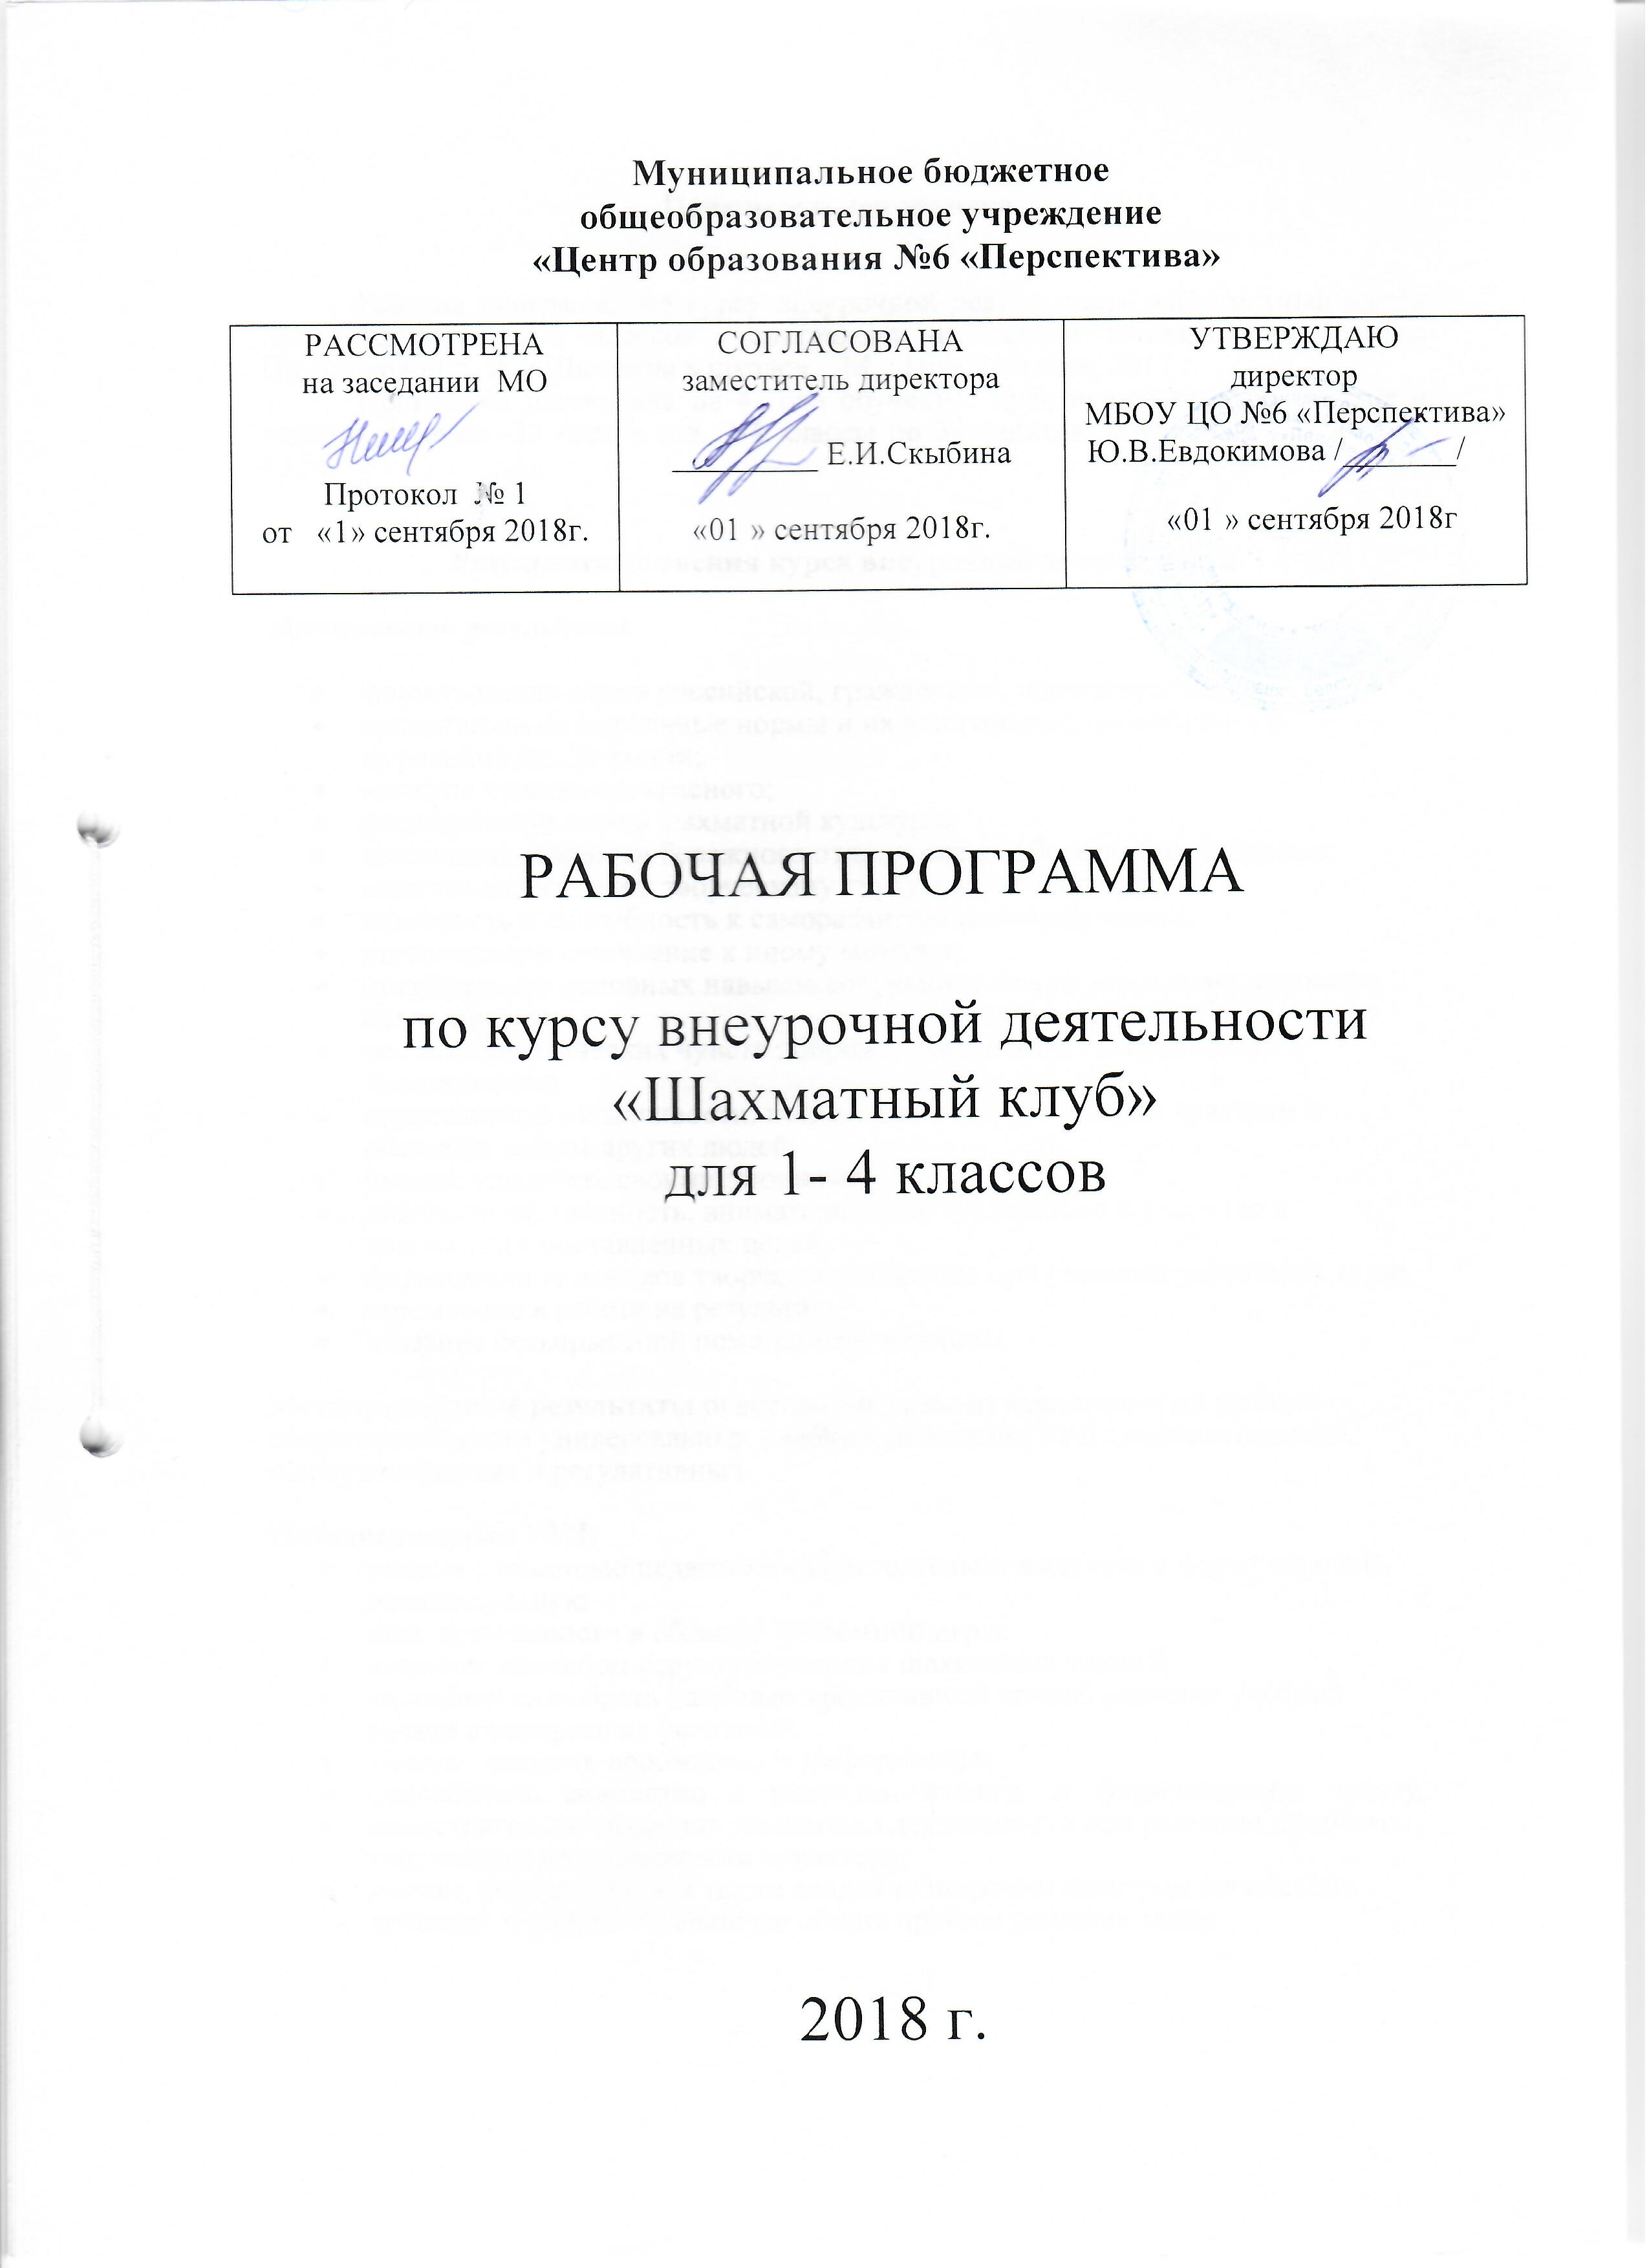 Муниципальное бюджетное
общеобразовательное учреждение
«Центр образования №6 «Перспектива»
РАССМОТРЕНА
на заседании МО
Протокол № 1
от «1» сентября 2018г.
СОГЛАСОВАНА
заместитель директора
__________ Е.И.Скыбина
«01 » сентября 2018г.
УТВЕРЖДАЮ
директор
МБОУ ЦО №6 «Перспектива»
Ю.В.Евдокимова /________/
«01 » сентября 2018г
РАБОЧАЯ ПРОГРАММА
по курсу внеурочной деятельности
«Шахматный клуб»
для 1- 4 классов
2018 г.